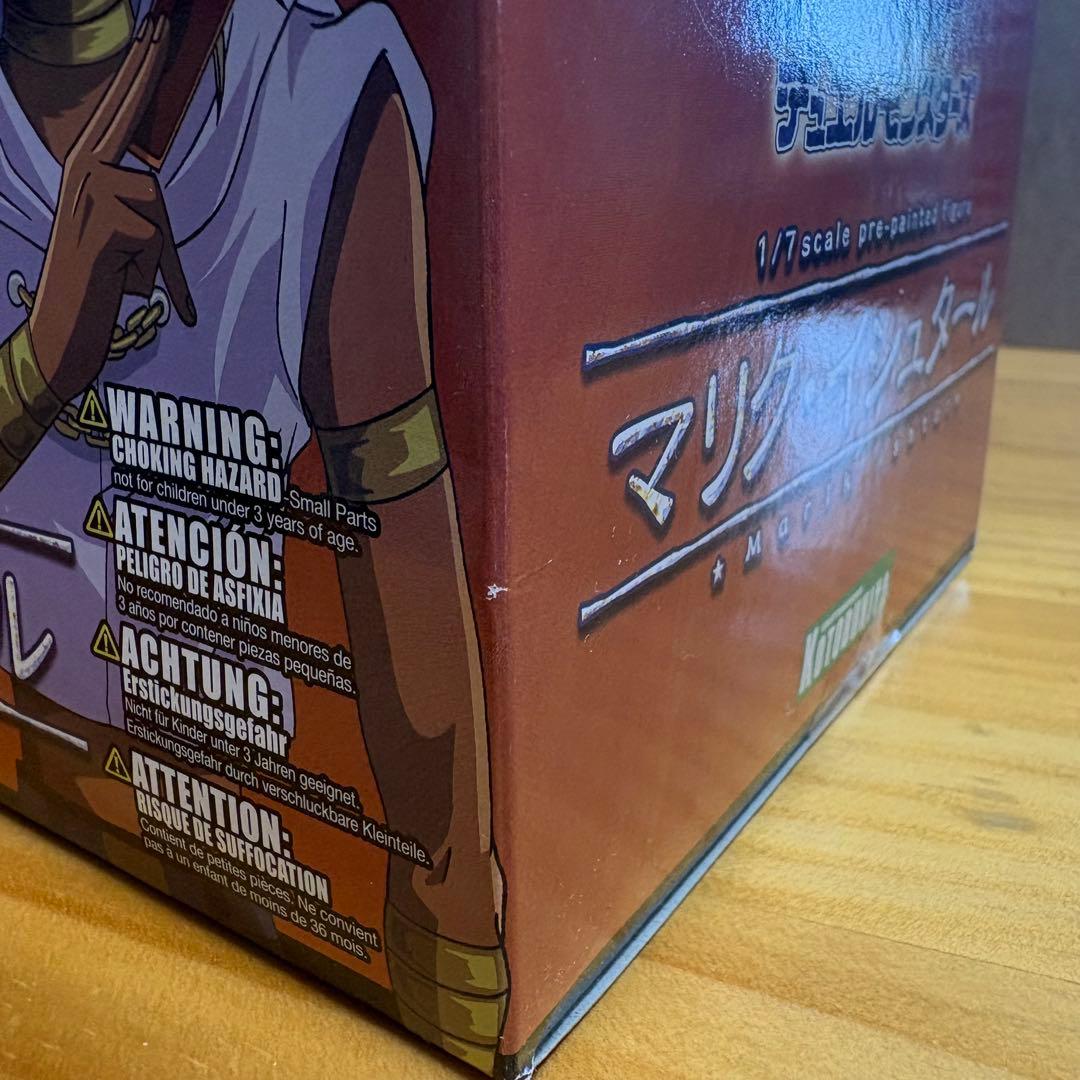 WARNING:
CHOKING HAZARD-Small Parts
not for children under 3 years of age.
ATENCIÓN:
PELIGRO DE ASFIXIA
No recomendado a niños menores de
3 años por contener piezas pequeñas.
ACHTUNG:
Erstickungsgefahr
Nicht für Kinder unter 3 Jahren geeignet.
Erstickungsgefahr durch verschluckbare Kleinteile.
ATTENTION:
RISQUE DE SUFFOCATION
Contient de petites pièces. Ne convient
pas à un enfant de moins de 36 mois.
ール
デュエルモンスターズ
1/7 scale pre-painted figure
マリク・イシュタール
★ Marik Ishtar
KOTOBUKIYA